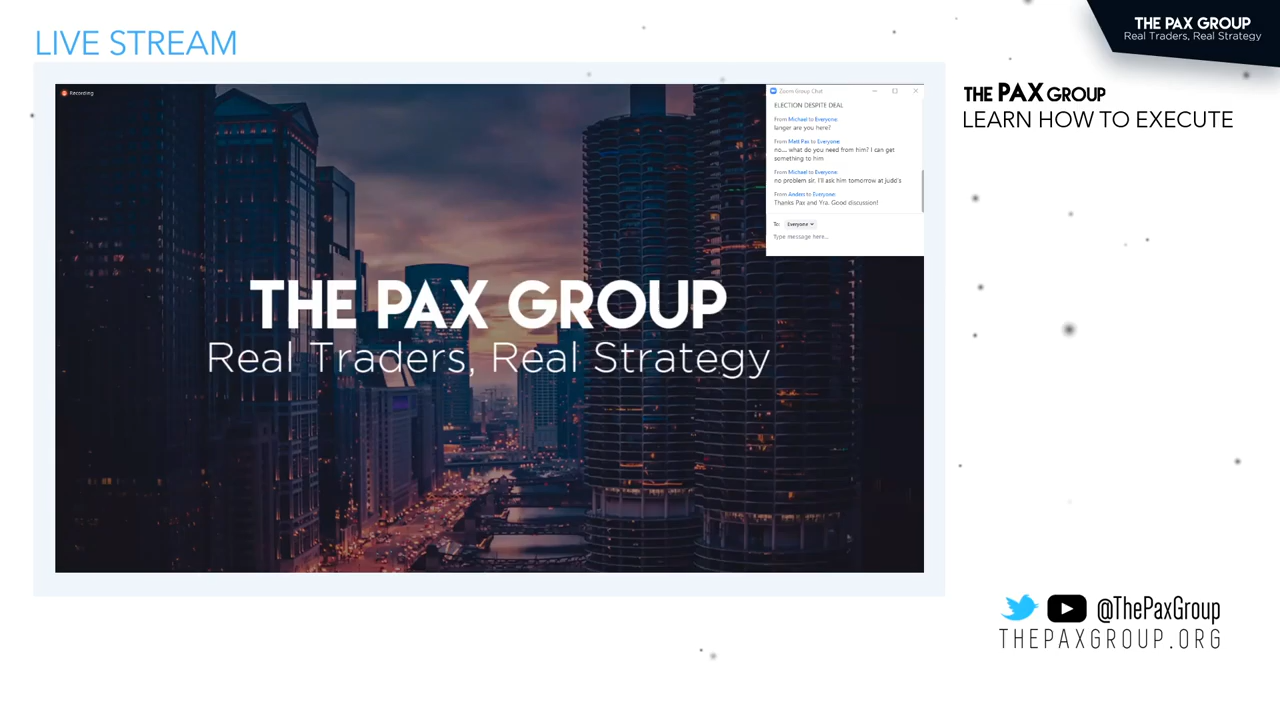 LIVE STREAM
THE PAX GROUP
Real Traders, Real Strategy
THE PAX GROUP
LEARN HOW TO EXECUTE
Recording
Zoom Group Chat
ELECTION DESPITE DEAL
From Michael to Everyone:
langer are you here?
From Matt Pax to Everyone:
no.... what do you need from him? I can get
something to him
From Michael to Everyone:
no problem sir. I'll ask him tomorrow at judd's
From Anders to Everyone:
Thanks Pax and Yra. Good discussion!
To: Everyone
Type message here...
THE PAX GROUP
Real Traders, Real Strategy
@ThePaxGroup
THEPAXGROUP.ORG